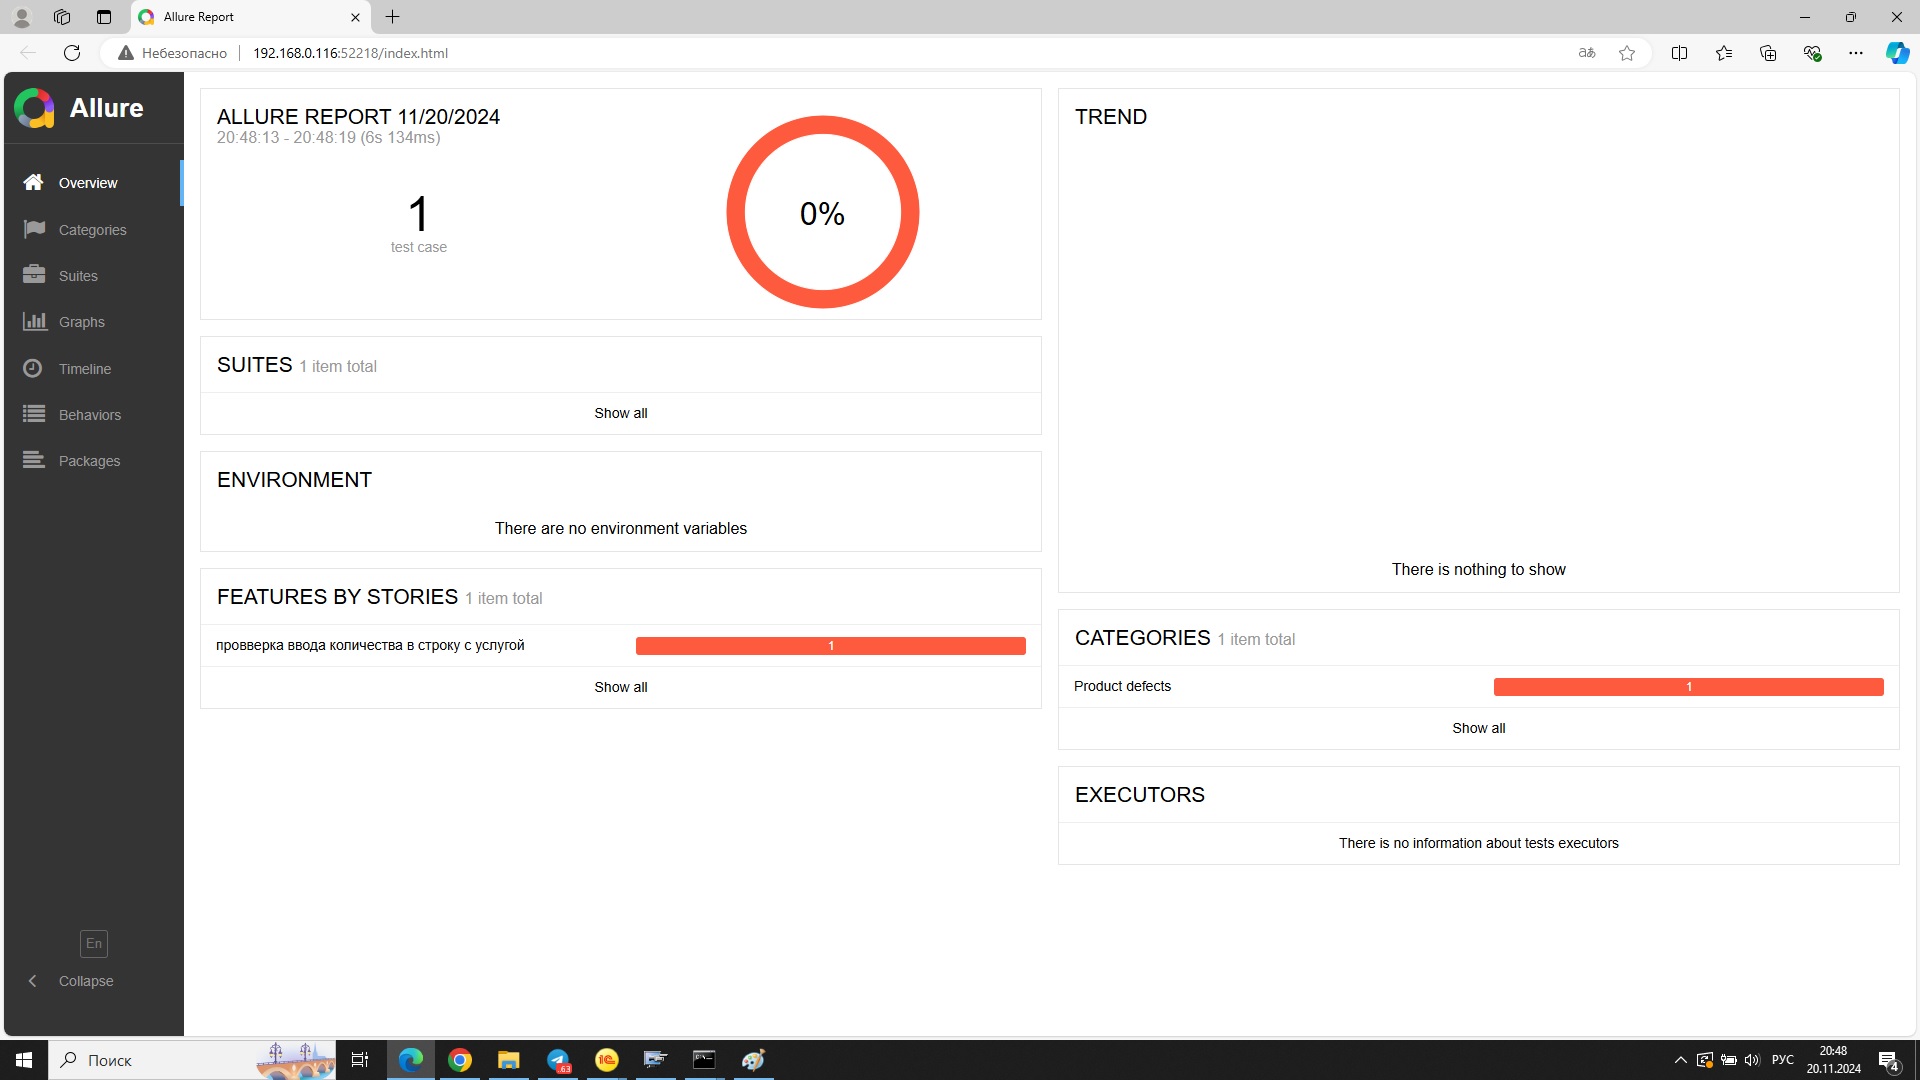 Allure Report
Небезопасно
192.168.0.116:52218/index.html
Allure
Overview
Categories
Suites
Graphs
Timeline
Behaviors
Packages
En
Collapse
ALLURE REPORT 11/20/2024
20:48:13 - 20:48:19 (6s 134ms)
1
test case
0%
SUITES 1 item total
Show all
ENVIRONMENT
There are no environment variables
FEATURES BY STORIES 1 item total
провверка ввода количества в строку с услугой 1
Show all
TREND
There is nothing to show
CATEGORIES 1 item total
Product defects 1
Show all
EXECUTORS
There is no information about tests executors
Поиск
63
РУС
20:48
20.11.2024
4